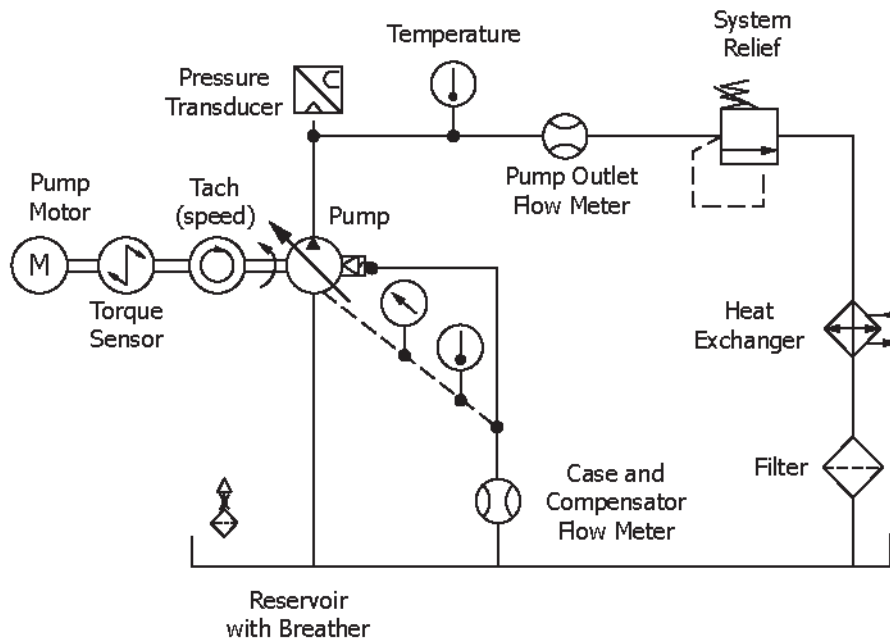 System
Relief
Temperature
Pressure
Transducer
Pump Outlet
Flow Meter
Pump
Motor
Tach
(speed)
Pump
M
Torque
Sensor
Heat
Exchanger
Filter
Case and
Compensator
Flow Meter
Reservoir
with Breather